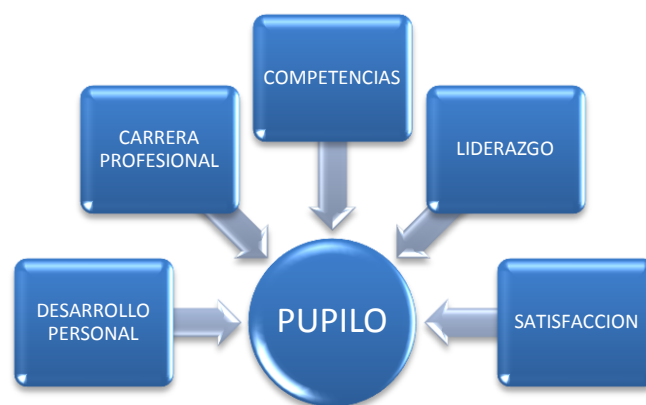 COMPETENCIAS
CARRERA
PROFESIONAL
LIDERAZGO
DESARROLLO
PERSONAL
PUPILO
SATISFACCION